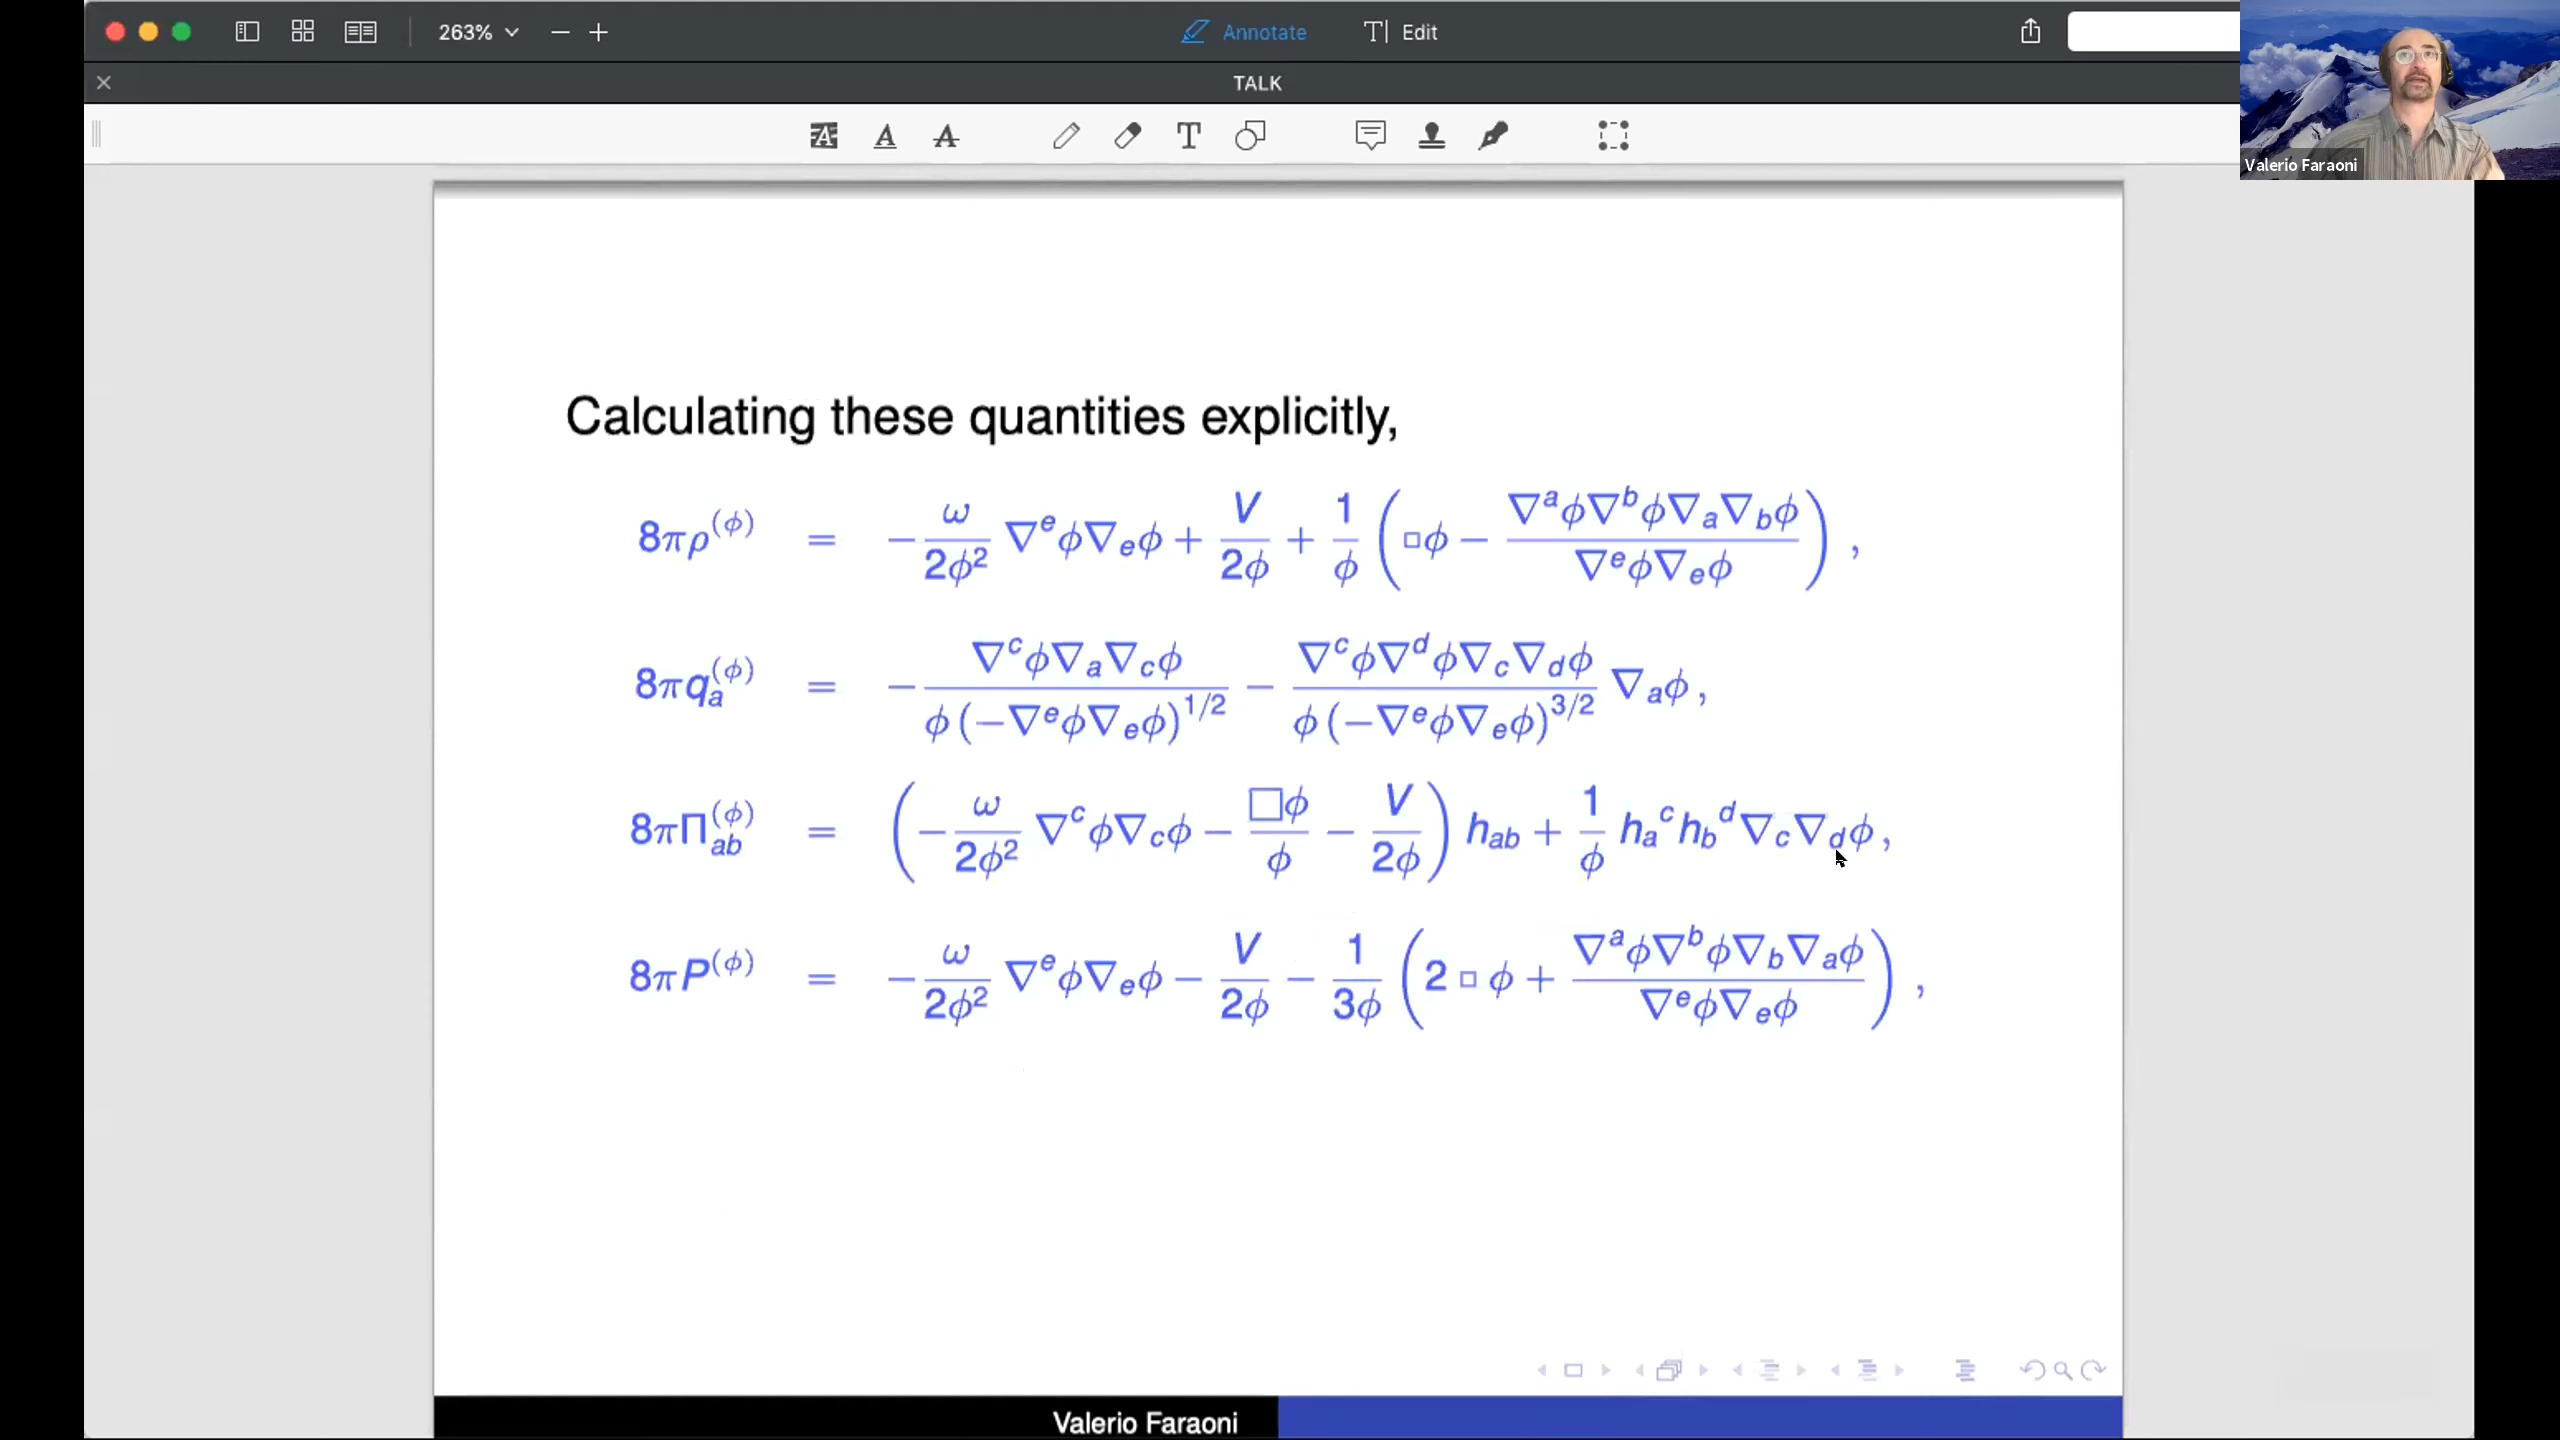 263%
Annotate
T| Edit
TALK
Valerio Faraoni
Calculating these quantities explicitly,
8πρ^(φ) = −ω/2φ² ∇^eφ∇_eφ + V/2φ + 1/φ (□φ − ∇^aφ∇^bφ∇_a∇_bφ / ∇^eφ∇_eφ) ,
8πq_a^(φ) = −∇^cφ∇_a∇_cφ / φ(−∇^eφ∇_eφ)^1/2 − ∇^cφ∇^dφ∇_c∇_dφ / φ(−∇^eφ∇_eφ)^3/2 ∇_aφ ,
8πΠ_ab^(φ) = (−ω/2φ² ∇^cφ∇_cφ − □φ/φ − V/2φ) h_ab + 1/φ h_a^c h_b^d ∇_c∇_dφ ,
8πP^(φ) = −ω/2φ² ∇^eφ∇_eφ − V/2φ − 1/3φ (2□φ + ∇^aφ∇^bφ∇_b∇_aφ / ∇^eφ∇_eφ) ,
Valerio Faraoni